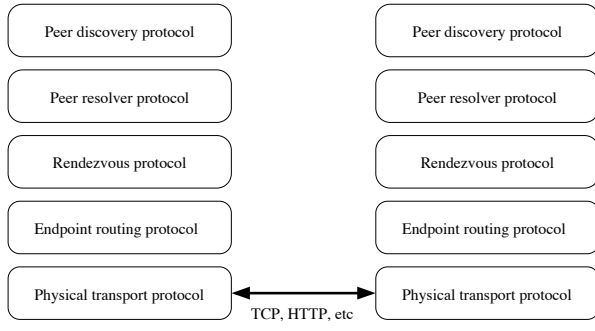 Peer discovery protocol
Peer discovery protocol
Peer resolver protocol
Peer resolver protocol
Rendezvous protocol
Rendezvous protocol
Endpoint routing protocol
Endpoint routing protocol
Physical transport protocol
Physical transport protocol
TCP, HTTP, etc